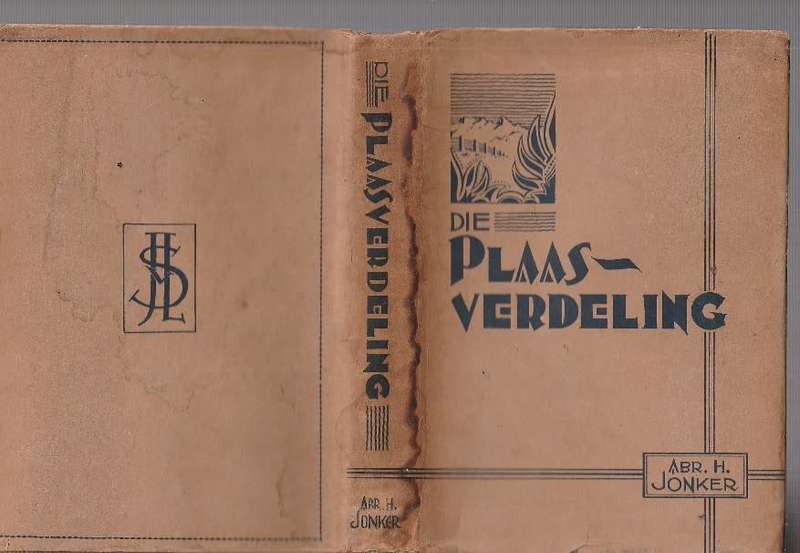 DIE PLAASVERDELING
ABR. H.
JONKER
DIE
PLAAS-
VERDELING
ABR. H.
JONKER